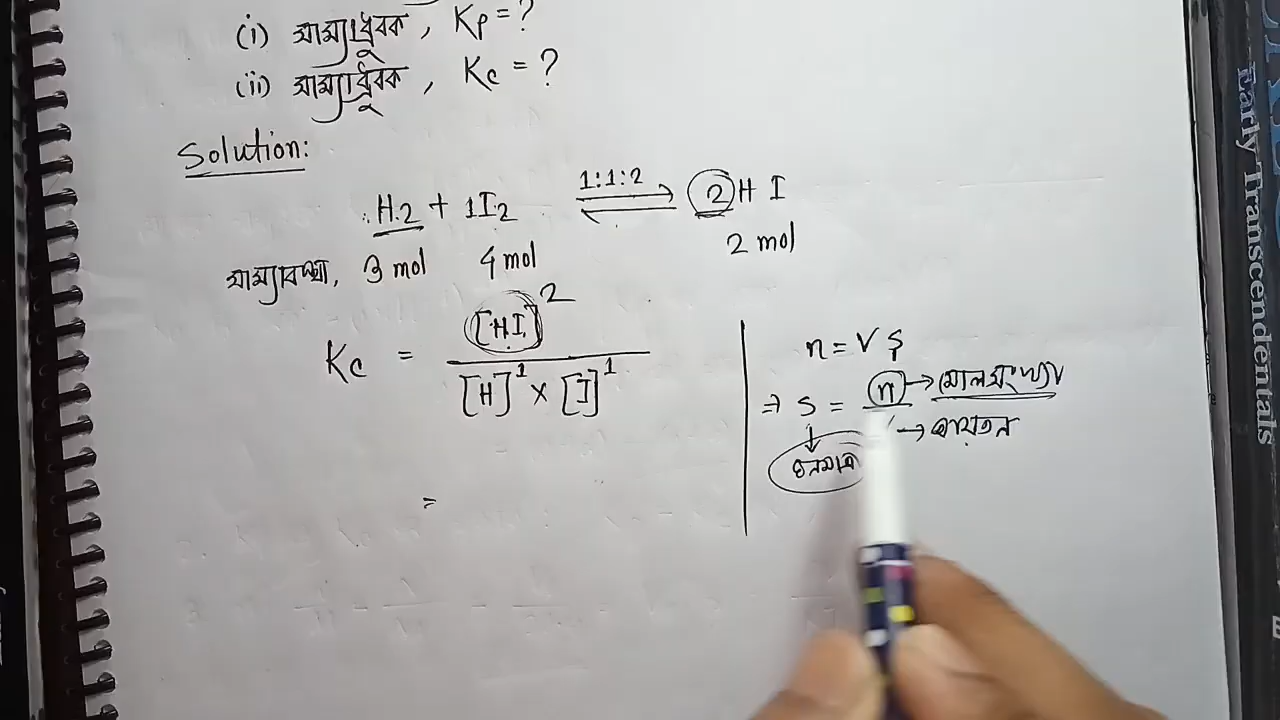 (i) সাম্যধ্রুবক, Kp = ?
(ii) সাম্যধ্রুবক, Kc = ?
Solution:
H2 + 1I2 1:1:2 ⇌ 2HI
সাম্যাবস্থা, 3 mol 4 mol 2 mol
Kc = [HI]^2 / [H]^1 × [I]^1
=
n = VS
⇒ S = n → মোলসংখ্যা
→ আয়তন
ঘনমাত্রা
Early Transcendentals